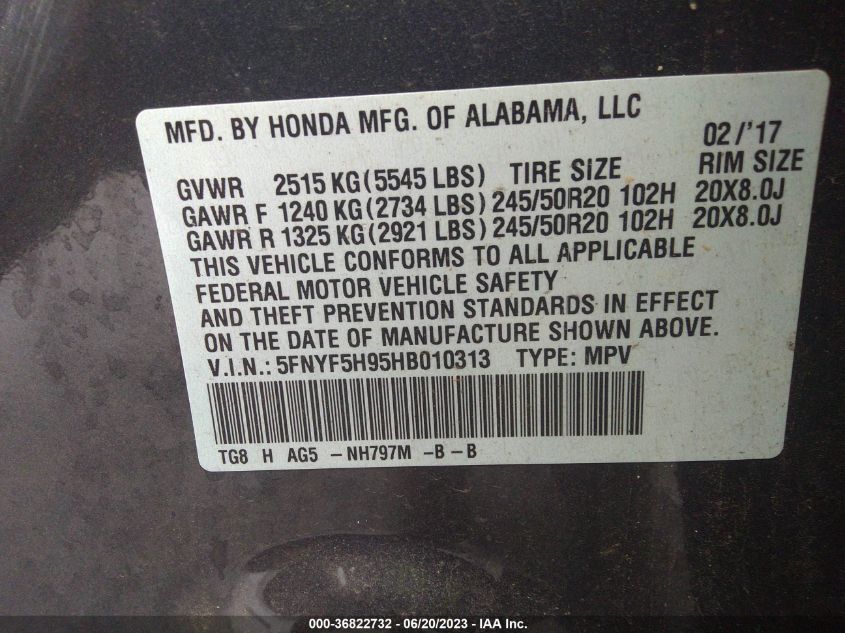 MFD. BY HONDA MFG. OF ALABAMA, LLC
02/'17
GVWR 2515 KG (5545 LBS) TIRE SIZE RIM SIZE
GAWR F 1240 KG (2734 LBS) 245/50R20 102H 20X8.0J
GAWR R 1325 KG (2921 LBS) 245/50R20 102H 20X8.0J
THIS VEHICLE CONFORMS TO ALL APPLICABLE
FEDERAL MOTOR VEHICLE SAFETY
AND THEFT PREVENTION STANDARDS IN EFFECT
ON THE DATE OF MANUFACTURE SHOWN ABOVE.
V.I.N.: 5FNYF5H95HB010313 TYPE: MPV
TG8 H AG5 -NH797M -B-B
000-36822732 - 06/20/2023 - IAA Inc.